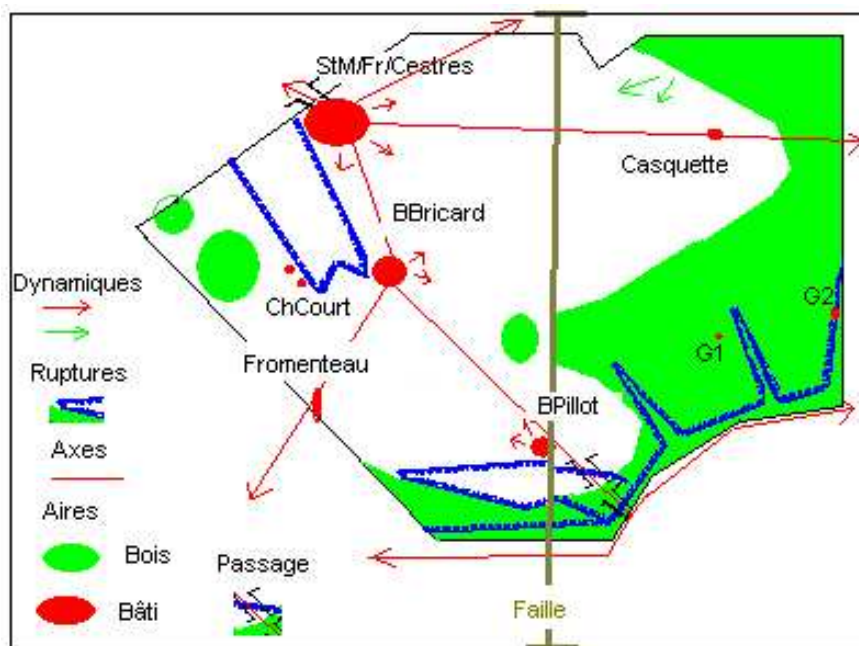 StM/Fr/Cestres
Casquette
BBricard
Dynamiques
ChCourt
G2
G1
Ruptures
Fromenteau
BPillot
Axes
Aires
Bois
Passage
Bâti
Faille